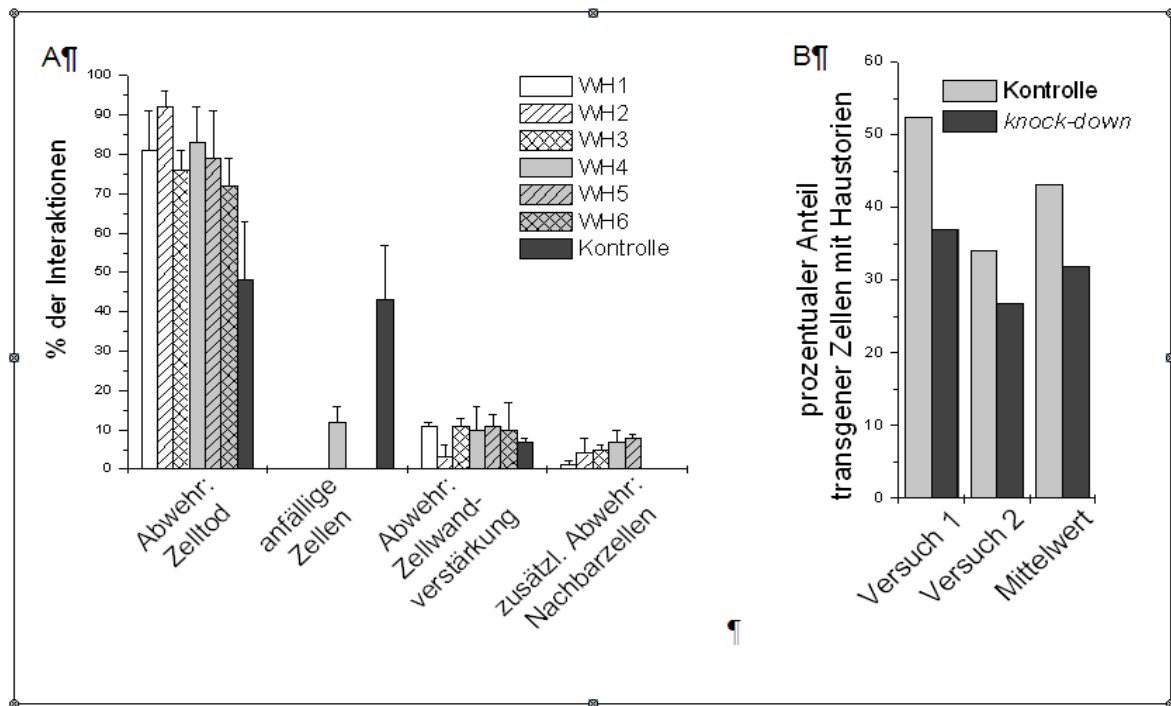 A¶
% der Interaktionen
100
90
80
70
60
50
40
30
20
10
0
WH1
WH2
WH3
WH4
WH5
WH6
Kontrolle
Abwehr:
Zelltod
anfällige
Zellen
Abwehr:
Zellwand-
verstärkung
zusätzl. Abwehr:
Nachbarzellen
¶
B¶
prozentualer Anteil
transgener Zellen mit Haustorien
60
50
40
30
20
10
0
Kontrolle
knock-down
Versuch 1
Versuch 2
Mittelwert